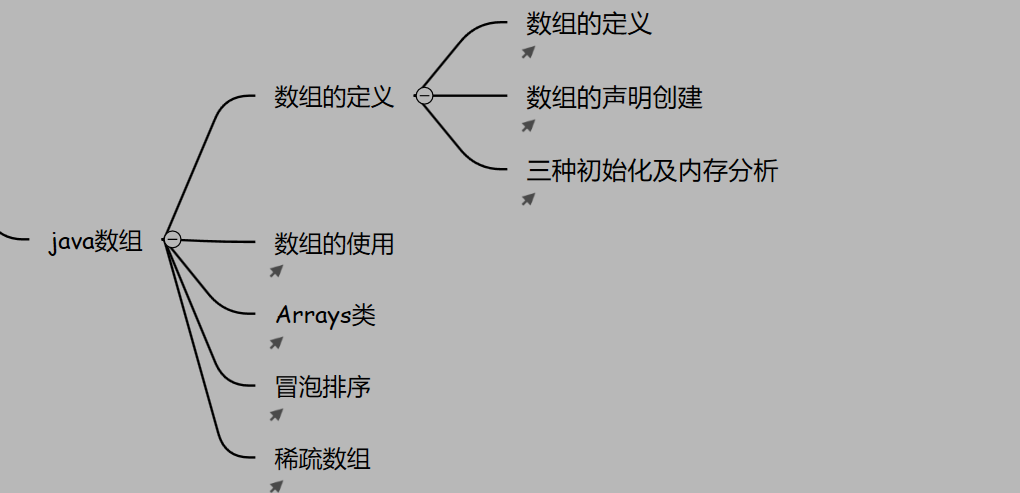 java数组
数组的定义
数组的定义
数组的声明创建
三种初始化及内存分析
数组的使用
Arrays类
冒泡排序
稀疏数组